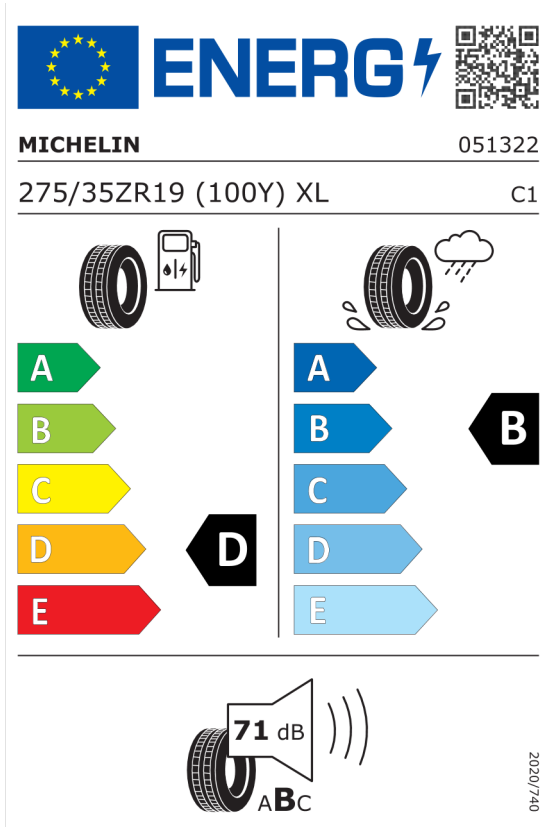 ENERG
MICHELIN 051322
275/35ZR19 (100Y) XL C1
A A
B B B
C C
D D D
E E
71 dB
ABC
2020/740